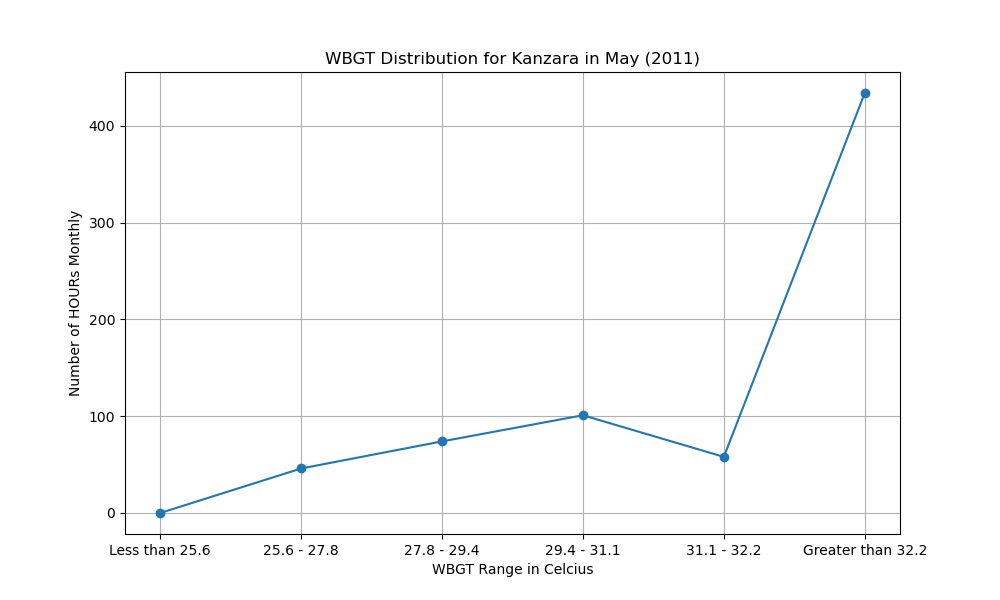 WBGT Distribution for Kanzara in May (2011)
Number of HOURs Monthly
400
300
200
100
0
Less than 25.6
25.6 - 27.8
27.8 - 29.4
29.4 - 31.1
31.1 - 32.2
Greater than 32.2
WBGT Range in Celcius